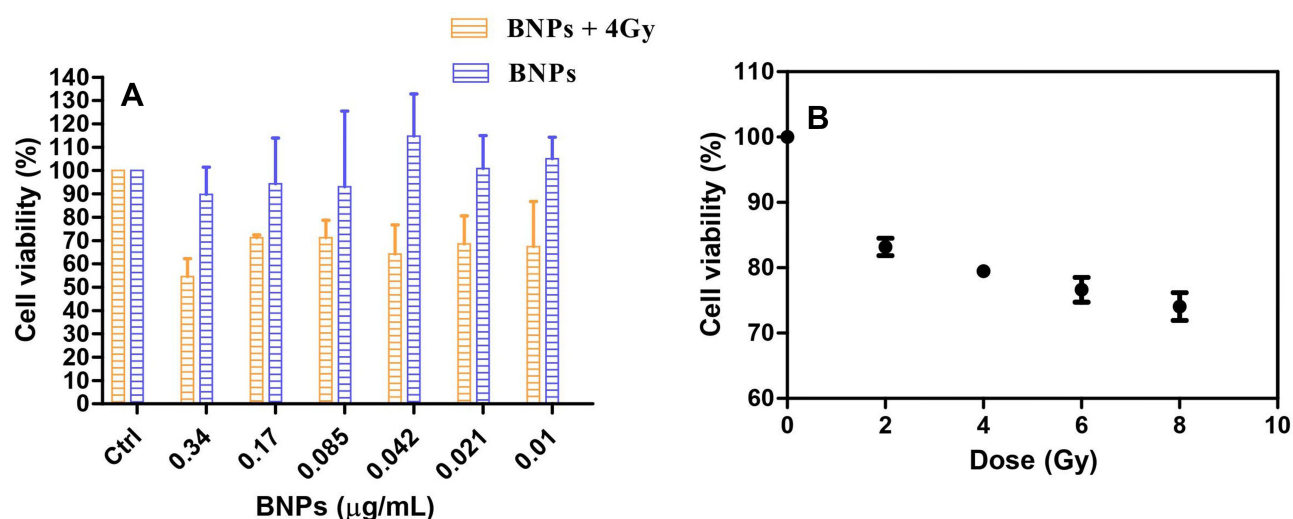 BNPs + 4Gy
BNPs
A
Cell viability (%)
140
130
120
110
100
90
80
70
60
50
40
30
20
10
0
Ctrl 0.34 0.17 0.085 0.042 0.021 0.01
BNPs (μg/mL)
B
Cell viability (%)
110
100
90
80
70
60
0 2 4 6 8 10
Dose (Gy)